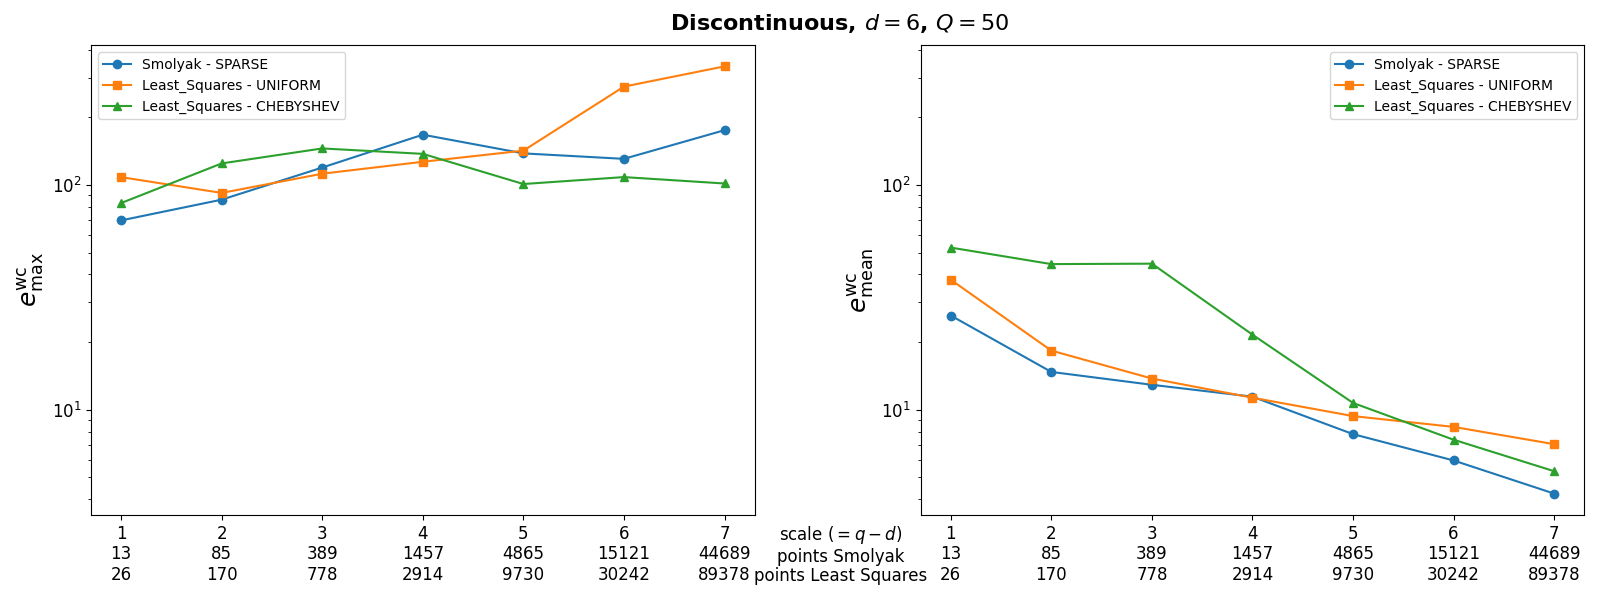 Discontinuous, d = 6, Q = 50
Smolyak - SPARSE
Least_Squares - UNIFORM
Least_Squares - CHEBYSHEV
10^2
10^1
e^wc_max
1 2 3 4 5 6 7
13 85 389 1457 4865 15121 44689
26 170 778 2914 9730 30242 89378
scale (= q − d)
points Smolyak
points Least Squares
Smolyak - SPARSE
Least_Squares - UNIFORM
Least_Squares - CHEBYSHEV
10^2
10^1
e^wc_mean
1 2 3 4 5 6 7
13 85 389 1457 4865 15121 44689
26 170 778 2914 9730 30242 89378